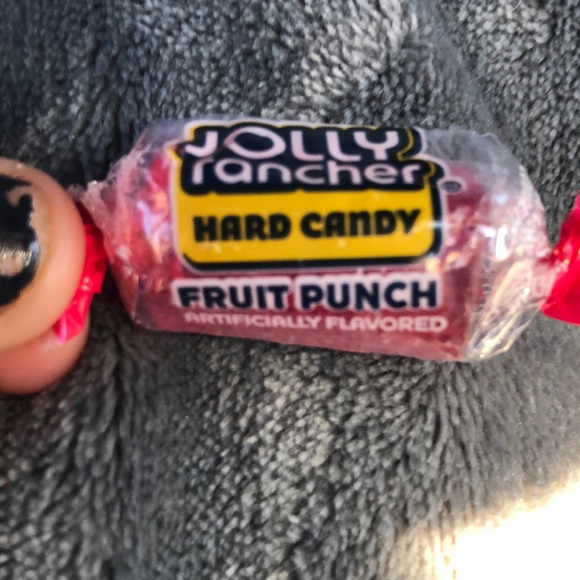 JOLLY
rancher®
HARD CANDY
FRUIT PUNCH
ARTIFICIALLY FLAVORED